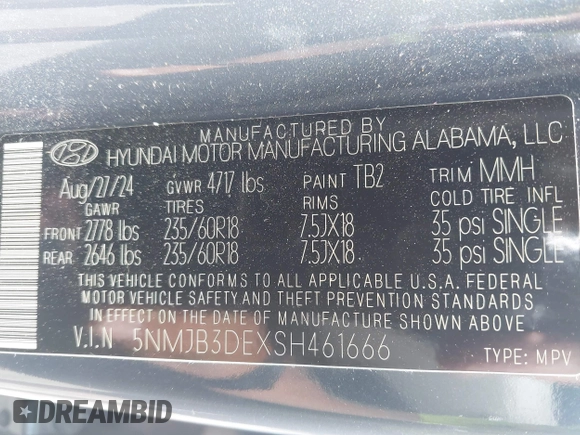 MANUFACTURED BY
HYUNDAI MOTOR MANUFACTURING ALABAMA, LLC
Aug/27/24 GVWR 4717 lbs PAINT TB2 TRIM MMH
GAWR TIRES RIMS COLD TIRE INFL
FRONT 2778 lbs 235/60R18 7.5JX18 35 psi SINGLE
REAR 2646 lbs 235/60R18 7.5JX18 35 psi SINGLE
THIS VEHICLE CONFORMS TO ALL APPLICABLE U.S.A. FEDERAL
MOTOR VEHICLE SAFETY AND THEFT PREVENTION STANDARDS
IN EFFECT ON THE DATE OF MANUFACTURE SHOWN ABOVE.
V.I.N 5NMJB3DEXSH461666
TYPE: MPV
DREAMBID